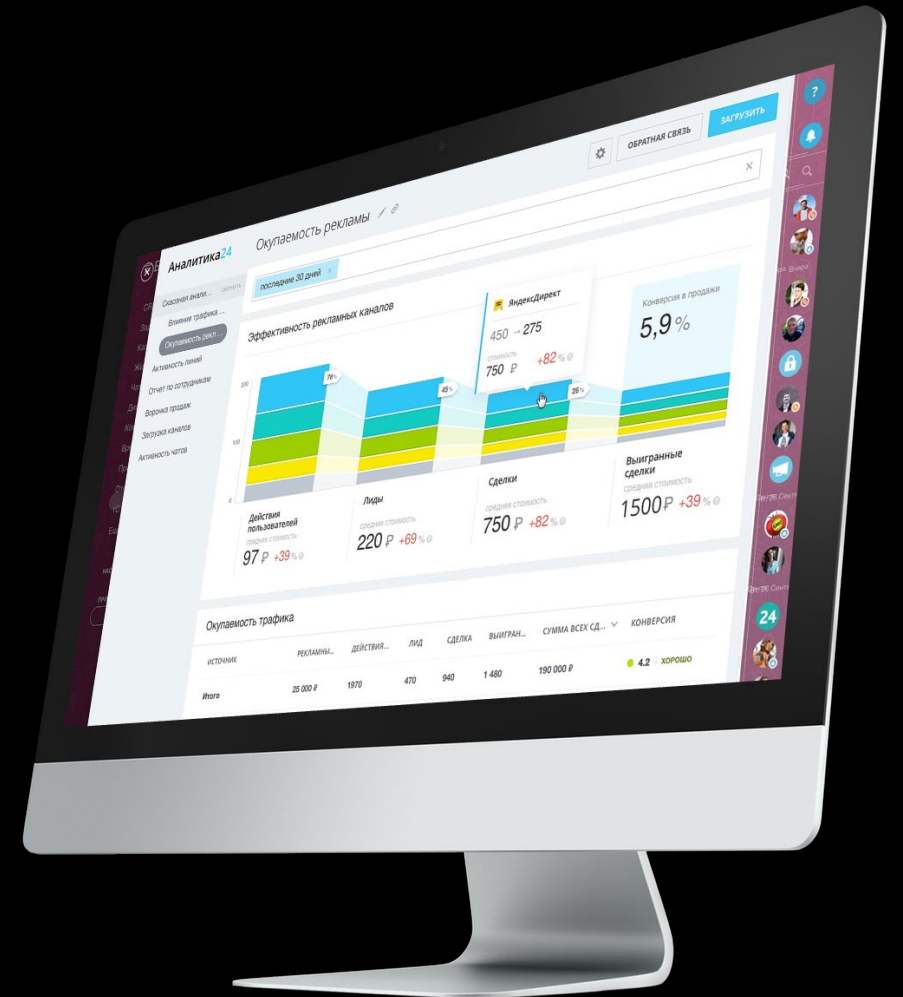 ?
ЗАГРУЗИТЬ
ОБРАТНАЯ СВЯЗЬ
Окупаемость рекламы
Аналитика24
последние 30 дней
Сквозная анали...
СВЕРНУТЬ
Влияние трафика ...
Окупаемость рекл...
Активность линий
Отчет по сотрудникам
Воронка продаж
Загрузка каналов
Активность чатов
Эффективность рекламных каналов
ЯндексДирект
450 → 275
стоимость
750 ₽ +82 %
Конверсия в продажи
5,9 %
200
100
0
76%
45%
26%
Действия пользователей
средняя стоимость
97 ₽ +39 %
Лиды
средняя стоимость
220 ₽ +69 %
Сделки
средняя стоимость
750 ₽ +82 %
Выигранные сделки
средняя стоимость
1500 ₽ +39 %
Окупаемость трафика
ИСТОЧНИК РЕКЛАМНЫ... ДЕЙСТВИЯ... ЛИД СДЕЛКА ВЫИГРАН... СУММА ВСЕХ СД... КОНВЕРСИЯ
Итого 25 000 ₽ 1970 470 940 1 480 190 000 ₽ 4.2 ХОРОШО
Вчера
24